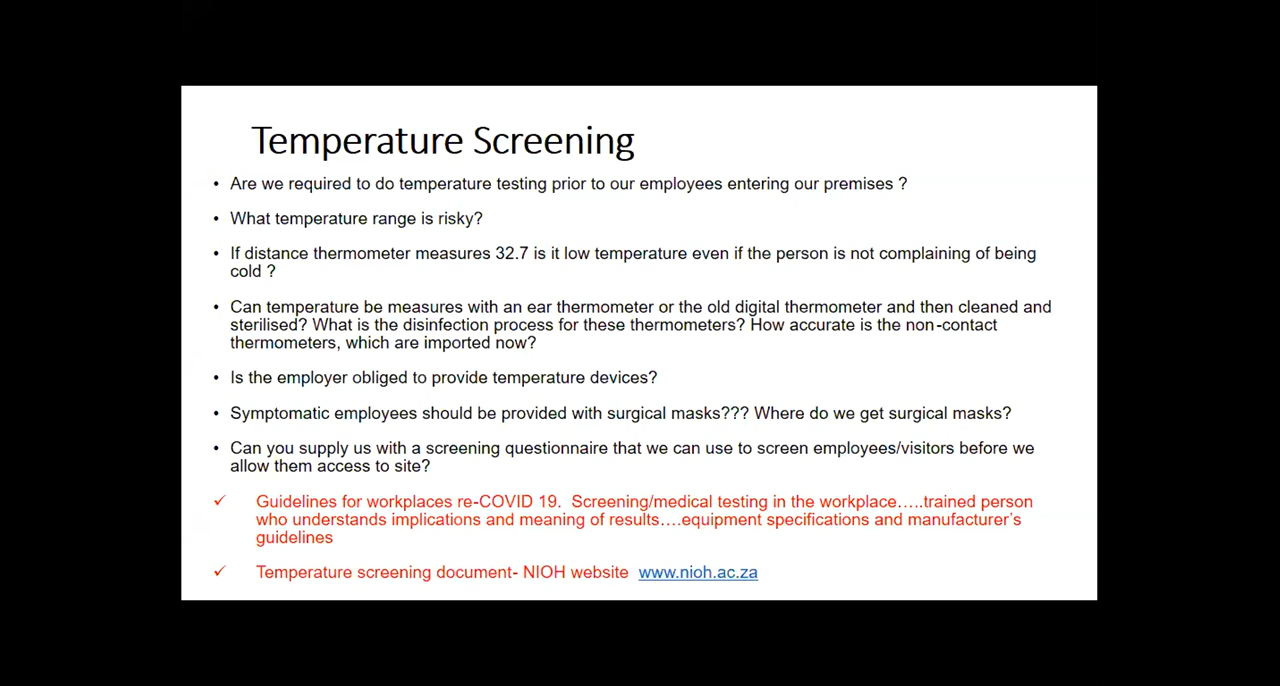 Temperature Screening
• Are we required to do temperature testing prior to our employees entering our premises ?
• What temperature range is risky?
• If distance thermometer measures 32.7 is it low temperature even if the person is not complaining of being
cold ?
• Can temperature be measures with an ear thermometer or the old digital thermometer and then cleaned and
sterilised? What is the disinfection process for these thermometers? How accurate is the non-contact
thermometers, which are imported now?
• Is the employer obliged to provide temperature devices?
• Symptomatic employees should be provided with surgical masks??? Where do we get surgical masks?
• Can you supply us with a screening questionnaire that we can use to screen employees/visitors before we
allow them access to site?
✓ Guidelines for workplaces re-COVID 19.  Screening/medical testing in the workplace…..trained person
who understands implications and meaning of results….equipment specifications and manufacturer's
guidelines
✓ Temperature screening document- NIOH website  www.nioh.ac.za